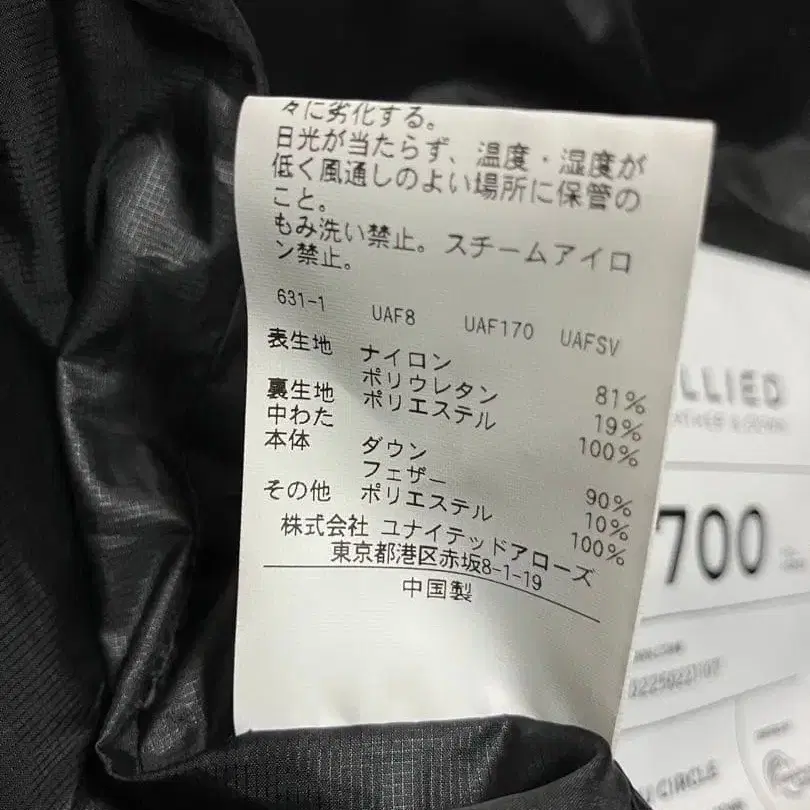 々に劣化する。
日光が当たらず、温度・湿度が
低く風通しのよい場所に保管の
こと。
もみ洗い禁止。スチームアイロ
ン禁止。
631-1 UAF8 UAF170 UAFSV
表生地 ナイロン 81%
ポリウレタン 19%
裏生地 ポリエステル 100%
中わた
本体 ダウン 90%
フェザー 10%
その他 ポリエステル 100%
株式会社 ユナイテッドアローズ
東京都港区赤坂8-1-19
中国製
LLIED
700
CIRCLE